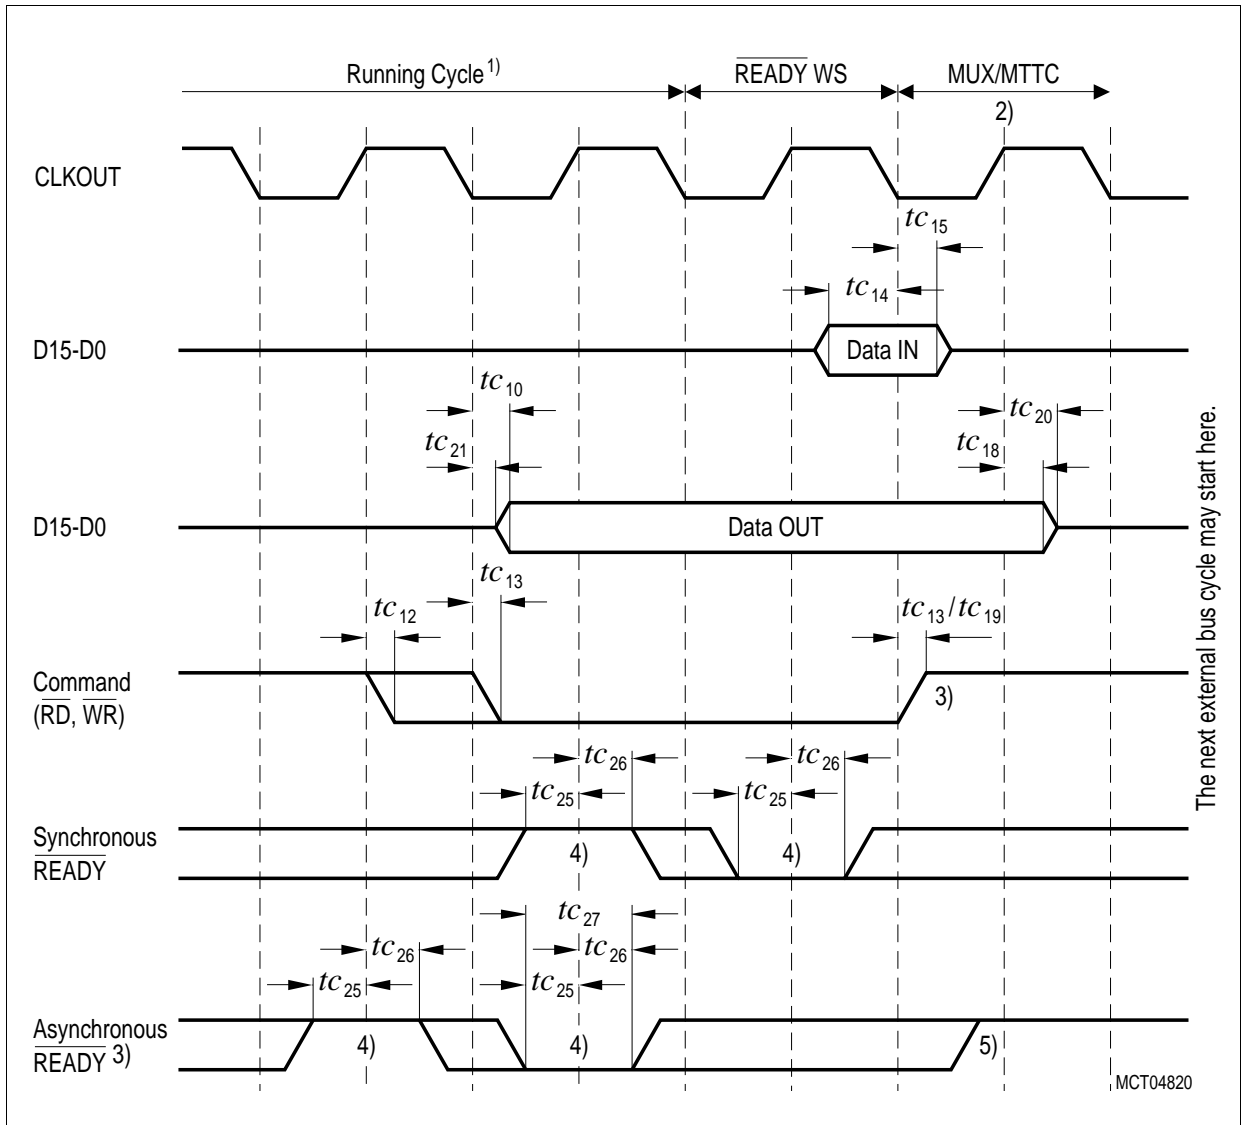 Running Cycle 1)
READY WS
MUX/MTTC
2)
CLKOUT
tc15
tc14
D15-D0
Data IN
tc10
tc20
tc21
tc18
D15-D0
Data OUT
tc13
tc12
tc13/tc19
Command
(RD, WR)
3)
tc26
tc26
tc25
tc25
Synchronous
READY
4)
4)
tc27
tc26
tc26
tc25
tc25
Asynchronous
READY 3)
4)
4)
5)
The next external bus cycle may start here.
MCT04820